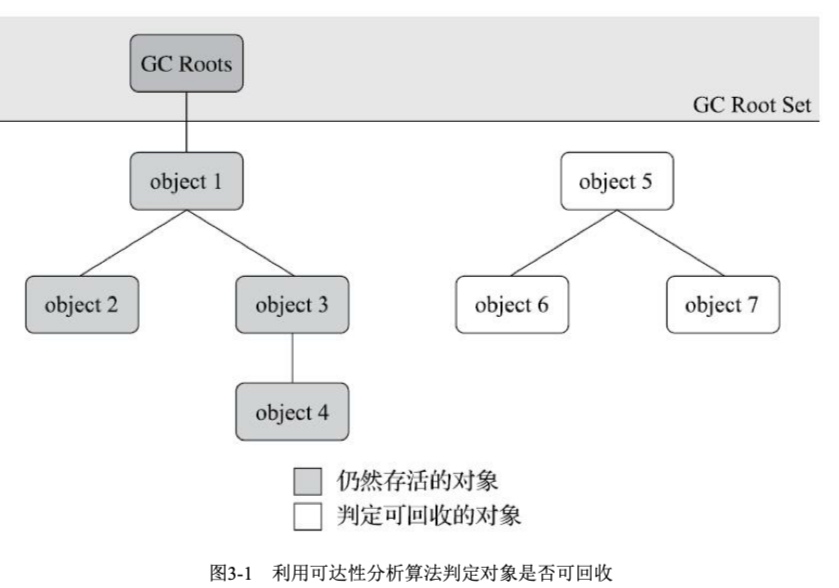 GC Roots
GC Root Set
object 1
object 5
object 2
object 3
object 6
object 7
object 4
仍然存活的对象
判定可回收的对象
图3-1 利用可达性分析算法判定对象是否可回收